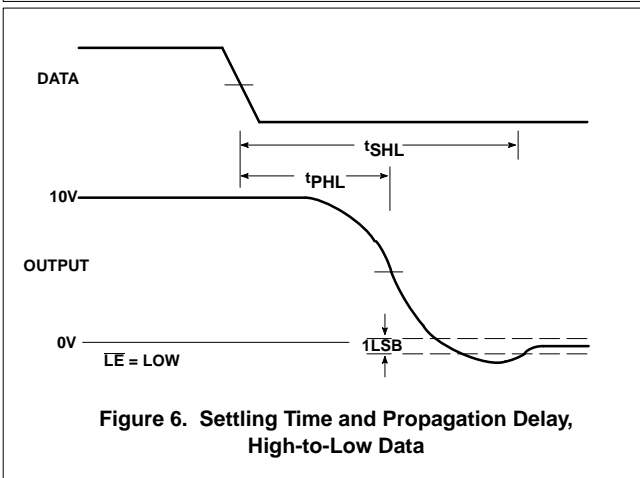 DATA
tSHL
tPHL
10V
OUTPUT
0V
1LSB
LE = LOW
Figure 6. Settling Time and Propagation Delay,
High-to-Low Data